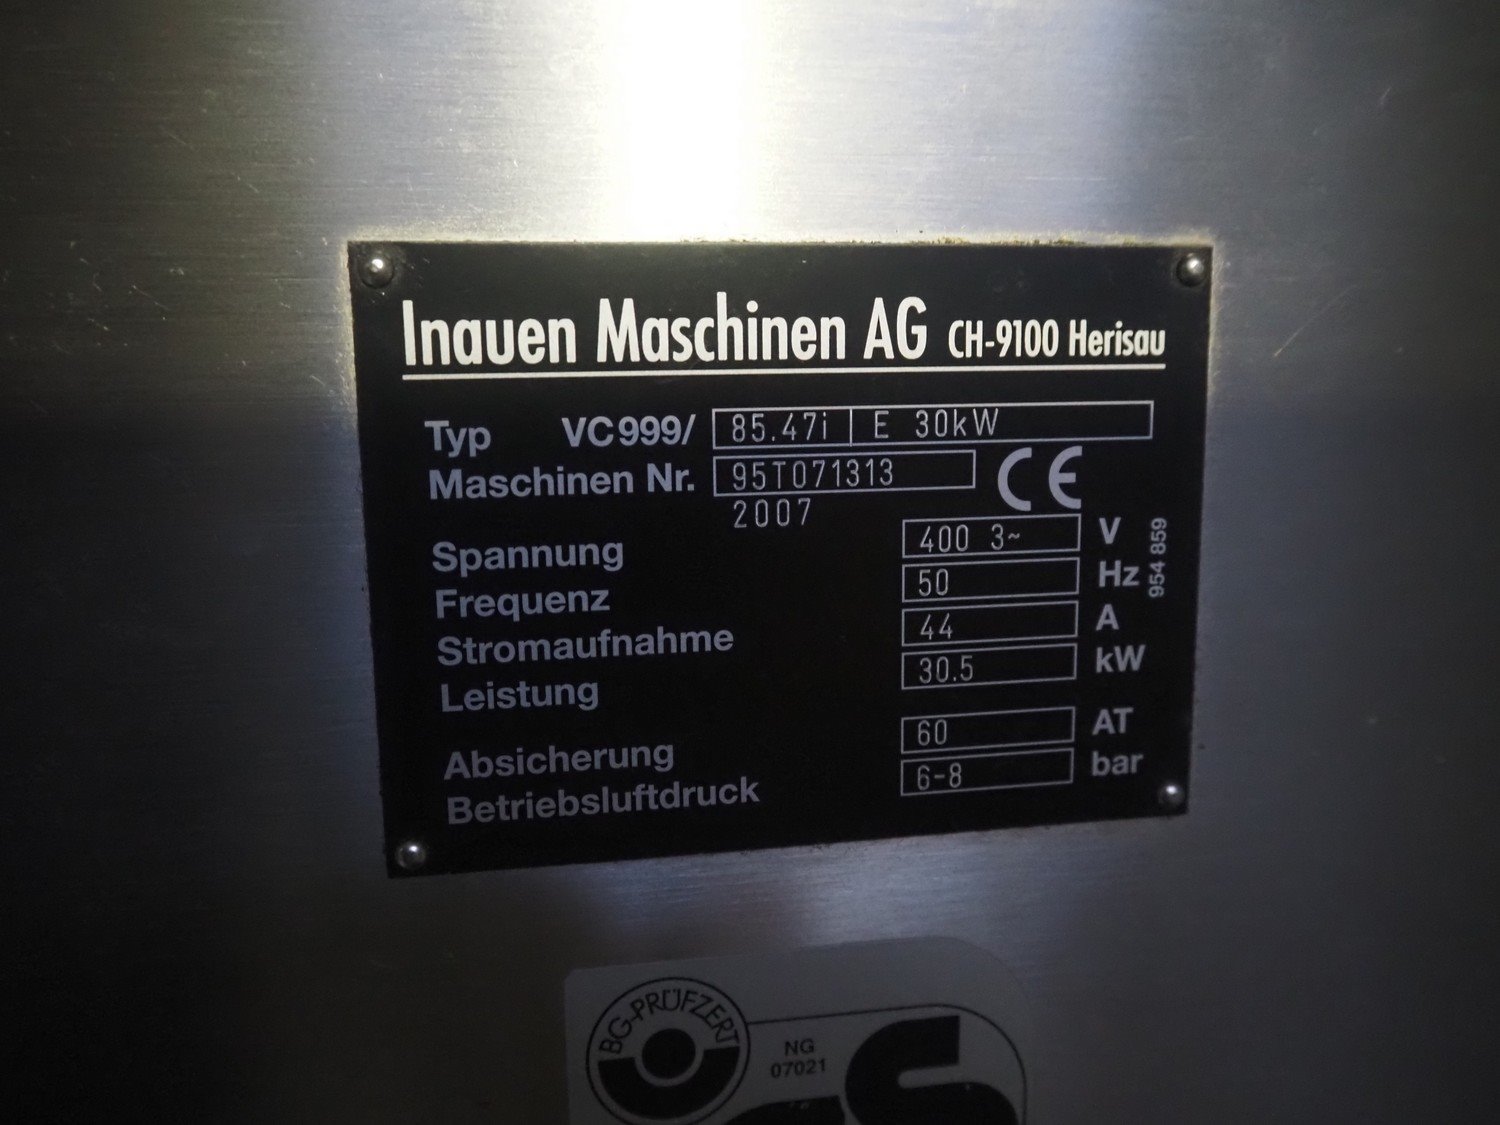 Inauen Maschinen AG CH-9100 Herisau
Typ VC999/ 85.47i E 30kW
Maschinen Nr. 95T071313
CE
2007
Spannung 400 3~ V
Frequenz 50 Hz
Stromaufnahme 44 A
Leistung 30.5 kW
954 859
Absicherung 60 AT
Betriebsluftdruck 6-8 bar
BG-PRÜFZERT
NG
07021